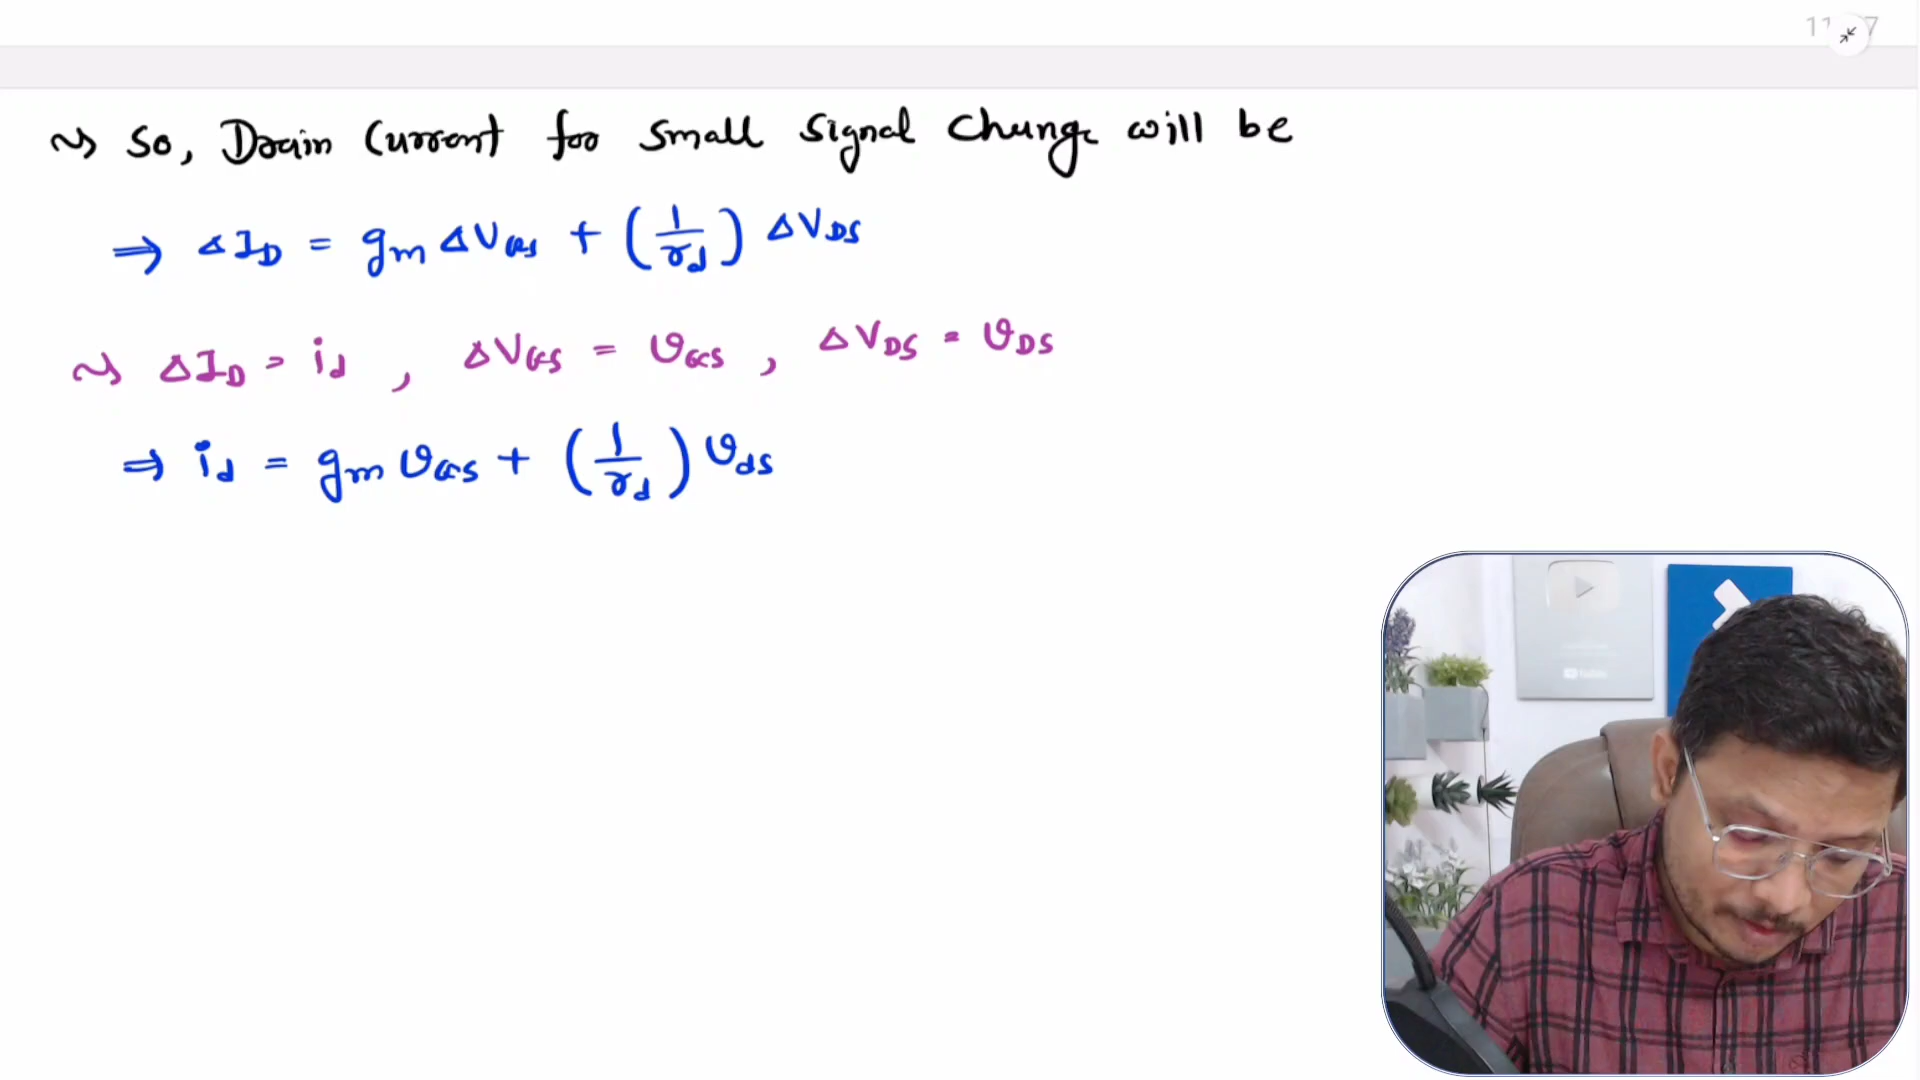 ~> So, Drain Current for Small Signal Change will be
⇒ ΔI_D = g_m ΔV_GS + (1/r_d) ΔV_DS
~> ΔI_D = i_d , ΔV_GS = v_GS , ΔV_DS = v_DS
⇒ i_d = g_m v_GS + (1/r_d) v_ds
YouTube